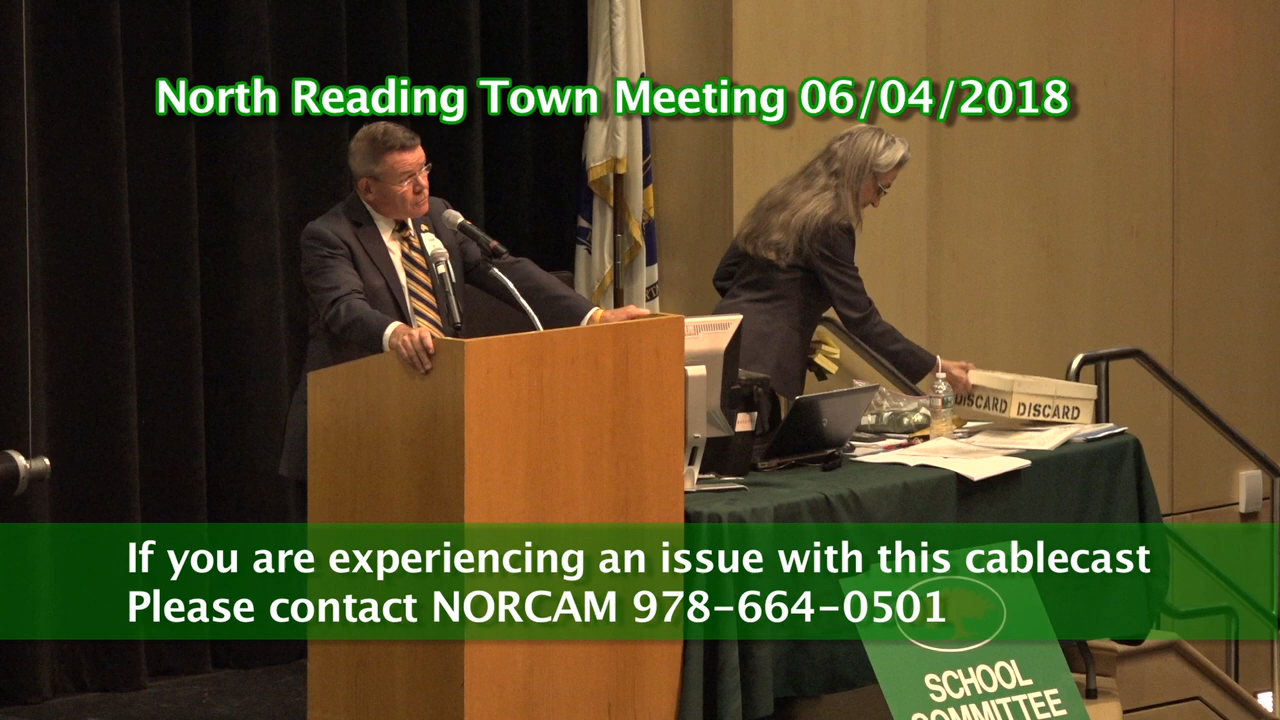 North Reading Town Meeting 06/04/2018
DISCARD DISCARD
If you are experiencing an issue with this cablecast
Please contact NORCAM 978-664-0501
SCHOOL
COMMITTEE